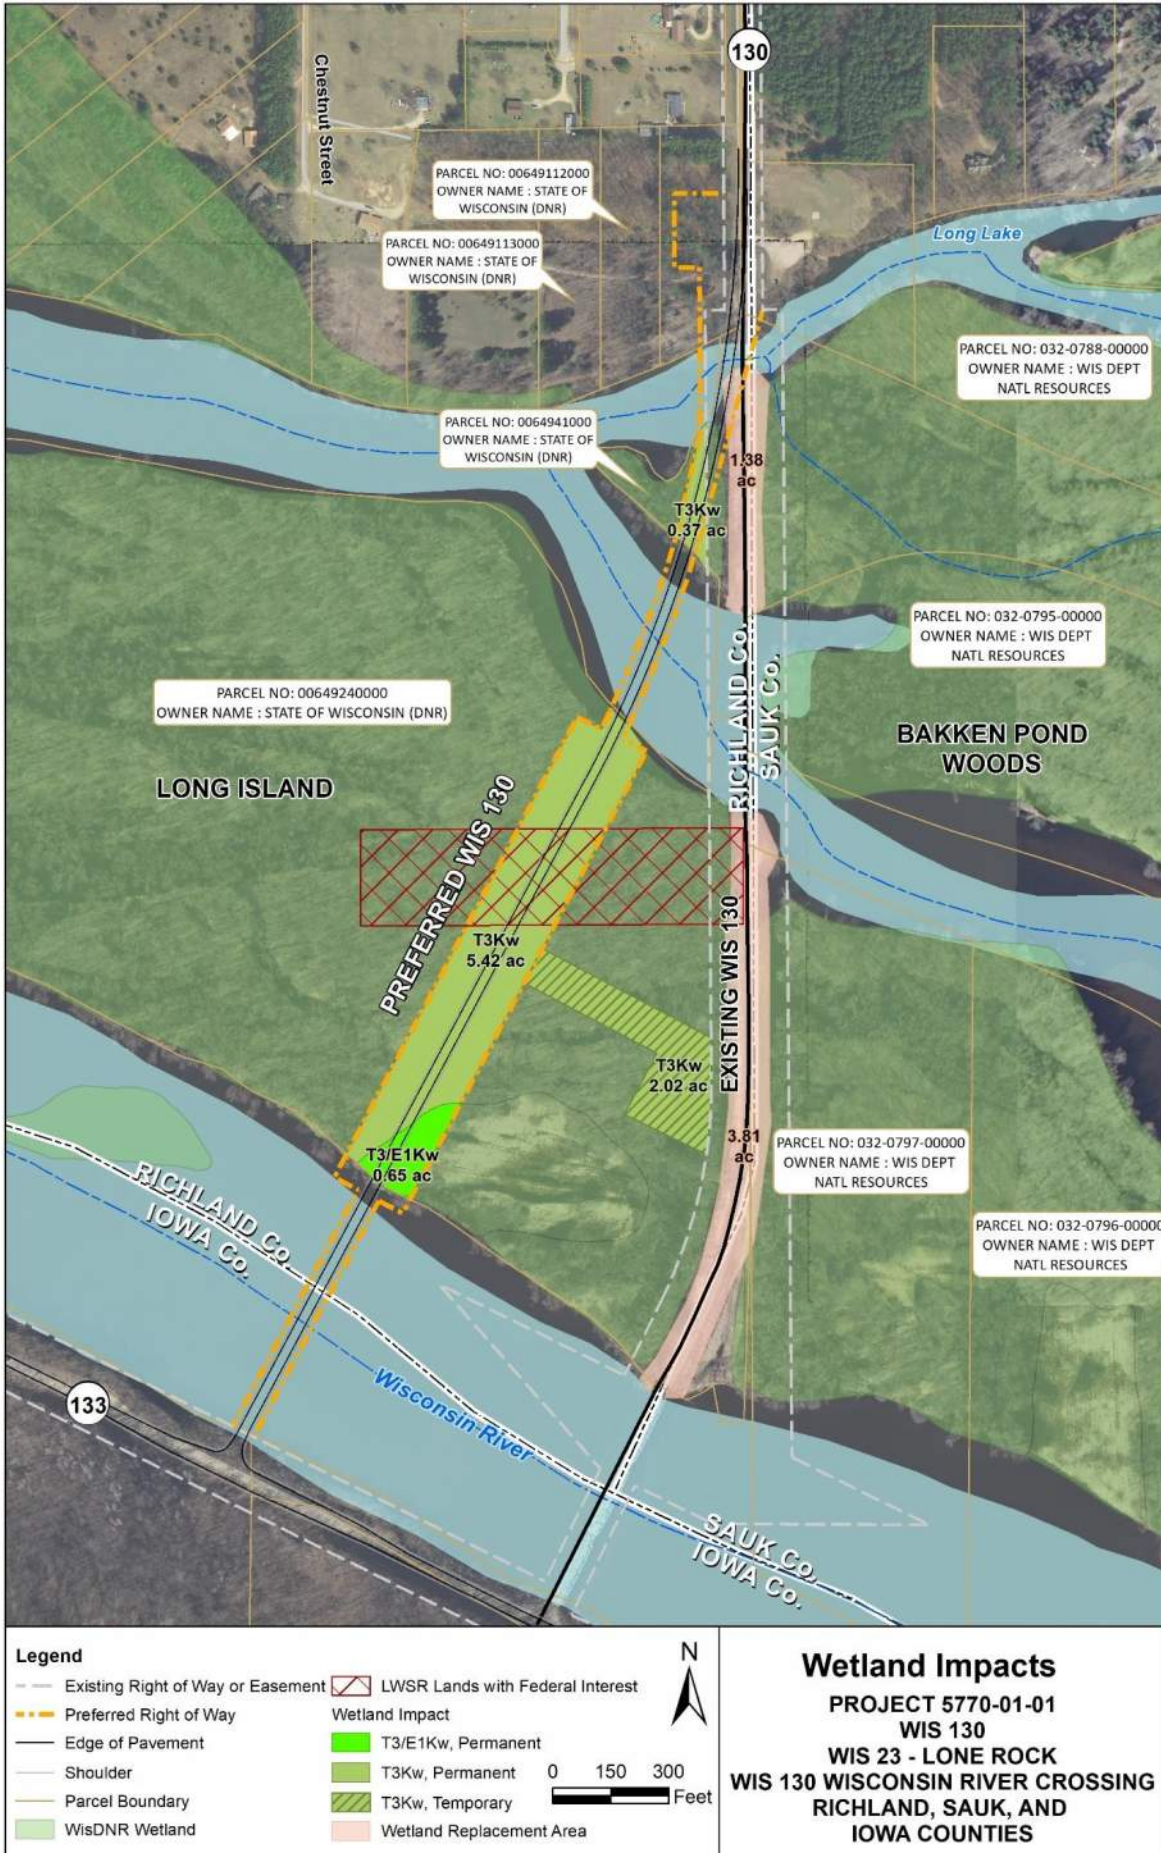 130
Chestnut Street
PARCEL NO: 00649112000
OWNER NAME : STATE OF
WISCONSIN (DNR)
PARCEL NO: 00649113000
OWNER NAME : STATE OF
WISCONSIN (DNR)
Long Lake
PARCEL NO: 032-0788-00000
OWNER NAME : WIS DEPT
NATL RESOURCES
PARCEL NO: 0064941000
OWNER NAME : STATE OF
WISCONSIN (DNR)
1.38
ac
T3Kw
0.37 ac
PARCEL NO: 032-0795-00000
OWNER NAME : WIS DEPT
NATL RESOURCES
RICHLAND Co.
SAUK Co.
PARCEL NO: 00649240000
OWNER NAME : STATE OF WISCONSIN (DNR)
LONG ISLAND
BAKKEN POND
WOODS
PREFERRED WIS 130
EXISTING WIS 130
T3Kw
5.42 ac
T3Kw
2.02 ac
3.81
ac
PARCEL NO: 032-0797-00000
OWNER NAME : WIS DEPT
NATL RESOURCES
T3/E1Kw
0.65 ac
RICHLAND Co.
IOWA Co.
PARCEL NO: 032-0796-00000
OWNER NAME : WIS DEPT
NATL RESOURCES
133
Wisconsin River
SAUK Co.
IOWA Co.
Legend
Existing Right of Way or Easement
Preferred Right of Way
Edge of Pavement
Shoulder
Parcel Boundary
WisDNR Wetland
LWSR Lands with Federal Interest
Wetland Impact
T3/E1Kw, Permanent
T3Kw, Permanent
T3Kw, Temporary
Wetland Replacement Area
N
0 150 300
Feet
Wetland Impacts
PROJECT 5770-01-01
WIS 130
WIS 23 - LONE ROCK
WIS 130 WISCONSIN RIVER CROSSING
RICHLAND, SAUK, AND
IOWA COUNTIES